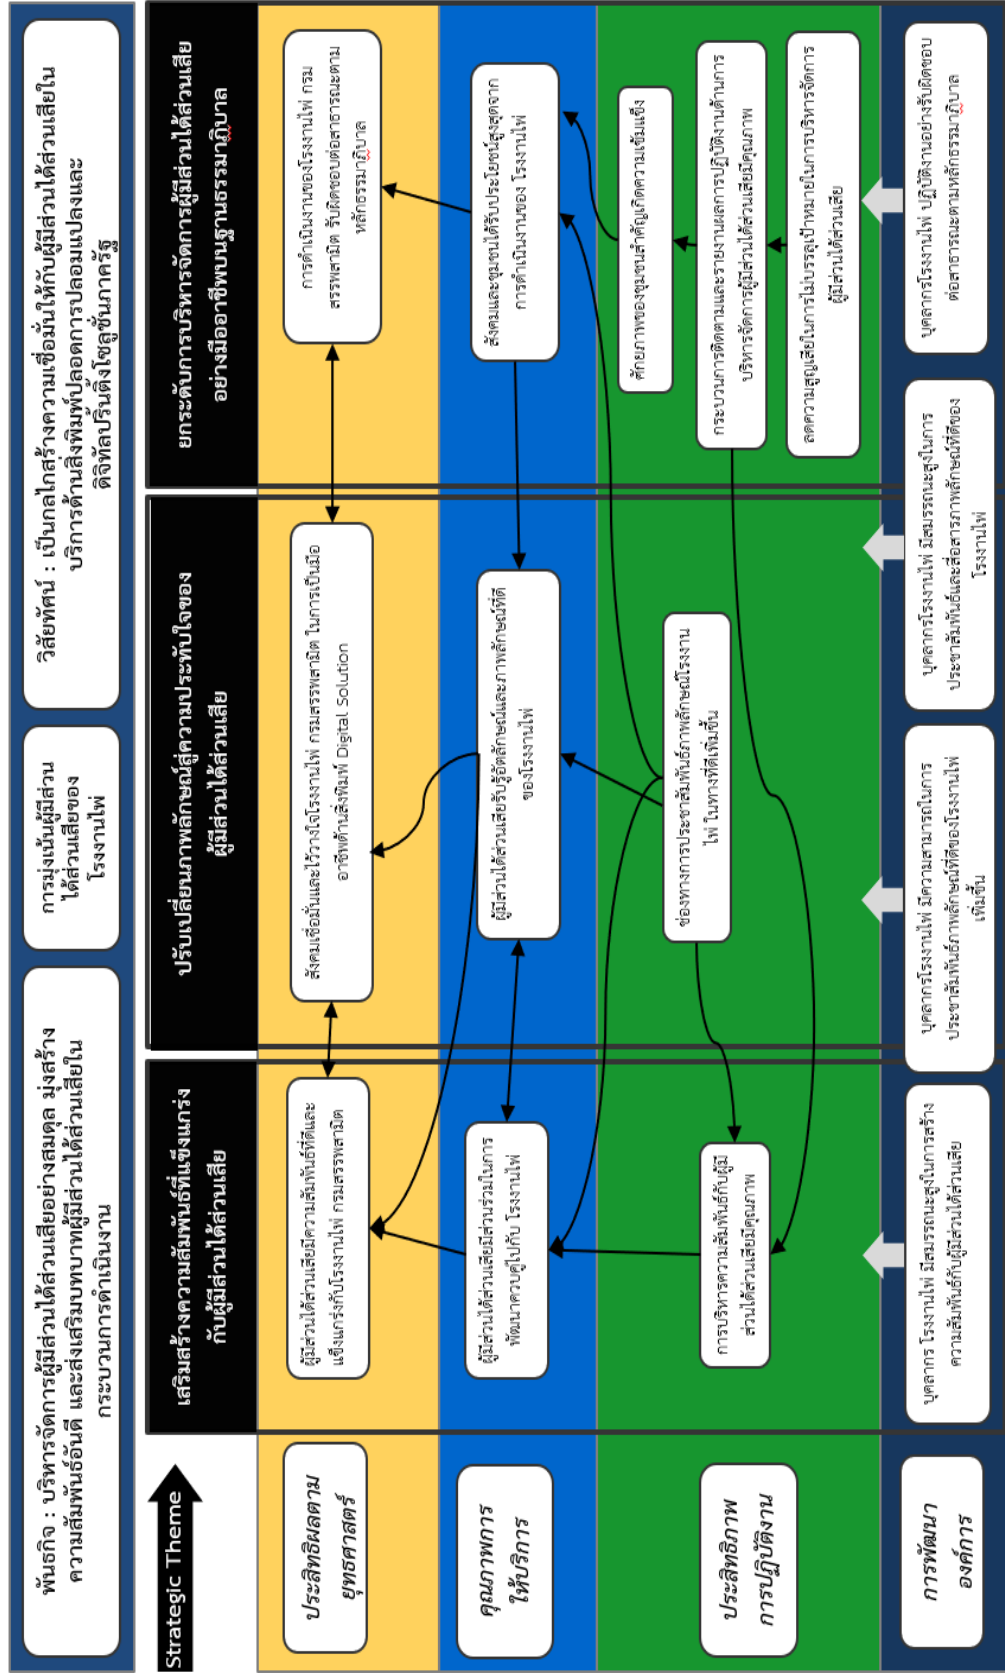 พันธกิจ : บริหารจัดการผู้มีส่วนได้ส่วนเสียอย่างสมดุล มุ่งสร้าง
ความสัมพันธ์อันดี และส่งเสริมบทบาทผู้มีส่วนได้ส่วนเสียใน
กระบวนการดำเนินงาน
การมุ่งเน้นผู้มีส่วน
ได้ส่วนเสียของ
โรงงานไพ่
วิสัยทัศน์ : เป็นกลไกสร้างความเชื่อมั่นให้กับผู้มีส่วนได้ส่วนเสียใน
บริการด้านสิ่งพิมพ์ปลอดการปลอมแปลงและ
ดิจิทัลปริ้นติ้งโซลูชั่นภาครัฐ
Strategic Theme
เสริมสร้างความสัมพันธ์ที่แข็งแกร่ง
กับผู้มีส่วนได้ส่วนเสีย
ปรับเปลี่ยนภาพลักษณ์สู่ความประทับใจของ
ผู้มีส่วนได้ส่วนเสีย
ยกระดับการบริหารจัดการผู้มีส่วนได้ส่วนเสีย
อย่างมืออาชีพบนฐานธรรมาภิบาล
ประสิทธิผลตาม
ยุทธศาสตร์
ผู้มีส่วนได้ส่วนเสียมีความสัมพันธ์ที่ดีและ
แข็งแกร่งกับโรงงานไพ่ กรมสรรพสามิต
สังคมเชื่อมั่นและไว้วางใจโรงงานไพ่ กรมสรรพสามิต ในการเป็นมือ
อาชีพด้านสิ่งพิมพ์ Digital Solution
การดำเนินงานของโรงงานไพ่ กรม
สรรพสามิต รับผิดชอบต่อสาธารณะตาม
หลักธรรมาภิบาล
คุณภาพการ
ให้บริการ
ผู้มีส่วนได้ส่วนเสียมีส่วนร่วมในการ
พัฒนาควบคู่ไปกับ โรงงานไพ่
ผู้มีส่วนได้ส่วนเสียรับรู้อัตลักษณ์และภาพลักษณ์ที่ดี
ของโรงงานไพ่
สังคมและชุมชนได้รับประโยชน์สูงสุดจาก
การดำเนินงานของ โรงงานไพ่
ประสิทธิภาพ
การปฏิบัติงาน
การบริหารความสัมพันธ์กับผู้มี
ส่วนได้ส่วนเสียมีคุณภาพ
ช่องทางการประชาสัมพันธ์ภาพลักษณ์โรงงาน
ไพ่ ในทางที่ดีเพิ่มขึ้น
ศักยภาพของชุมชนสำคัญเกิดความเข้มแข็ง
กระบวนการติดตามและรายงานผลการปฏิบัติงานด้านการ
บริหารจัดการผู้มีส่วนได้ส่วนเสียมีคุณภาพ
ลดความสูญเสียในการไม่บรรลุเป้าหมายในการบริหารจัดการ
ผู้มีส่วนได้ส่วนเสีย
การพัฒนา
องค์การ
บุคลากร โรงงานไพ่ มีสมรรถนะสูงในการสร้าง
ความสัมพันธ์กับผู้มีส่วนได้ส่วนเสีย
บุคลากรโรงงานไพ่ มีความสามารถในการ
ประชาสัมพันธ์ภาพลักษณ์ที่ดีของโรงงานไพ่
เพิ่มขึ้น
บุคลากรโรงงานไพ่ มีสมรรถนะสูงในการ
ประชาสัมพันธ์และสื่อสารภาพลักษณ์ที่ดีของ
โรงงานไพ่
บุคลากรโรงงานไพ่ ปฏิบัติงานอย่างรับผิดชอบ
ต่อสาธารณะตามหลักธรรมาภิบาล